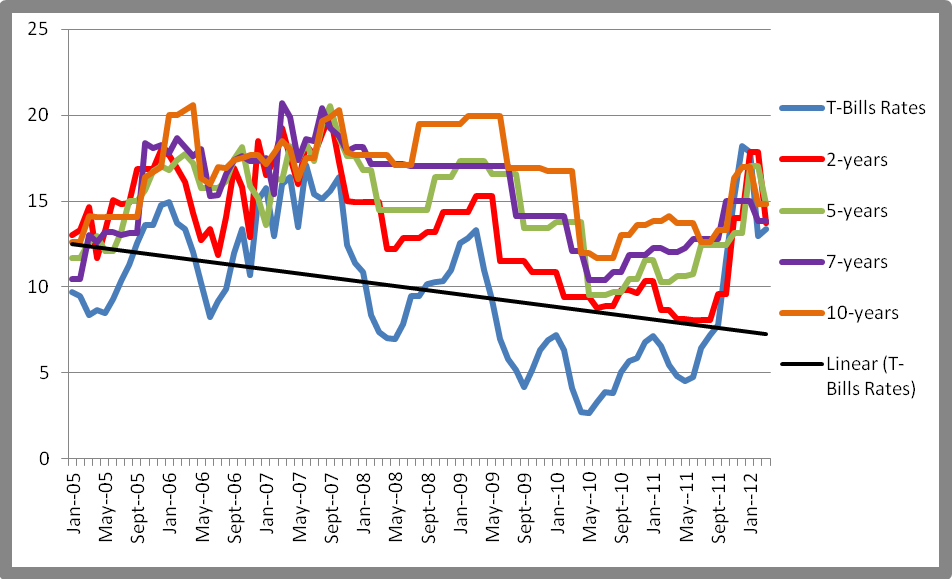 25
20
15
10
5
0
Jan--05
May--05
Sept--05
Jan--06
May--06
Sept--06
Jan--07
May--07
Sept--07
Jan--08
May--08
Sept--08
Jan--09
May--09
Sept--09
Jan--10
May--10
Sept--10
Jan--11
May--11
Sept--11
Jan--12
T-Bills Rates
2-years
5-years
7-years
10-years
Linear (T-
Bills Rates)